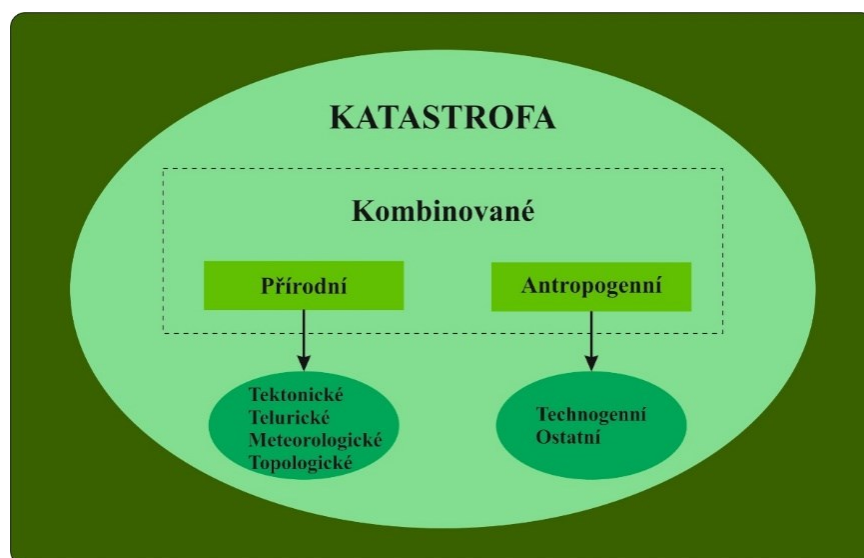 KATASTROFA
Kombinované
Přírodní
Antropogenní
Tektonické
Telurické
Meteorologické
Topologické
Technogenní
Ostatní